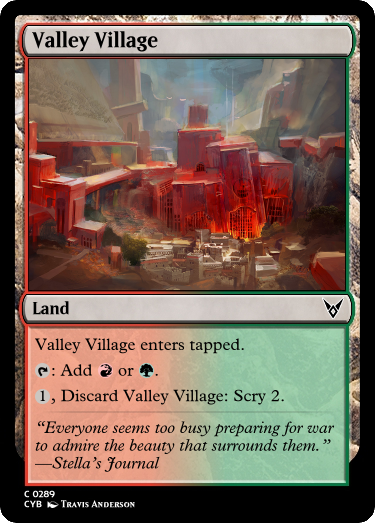 Valley Village
Land
Valley Village enters tapped.
: Add or .
1, Discard Valley Village: Scry 2.
“Everyone seems too busy preparing for war
to admire the beauty that surrounds them.”
—Stella’s Journal
C 0289
CYB Travis Anderson